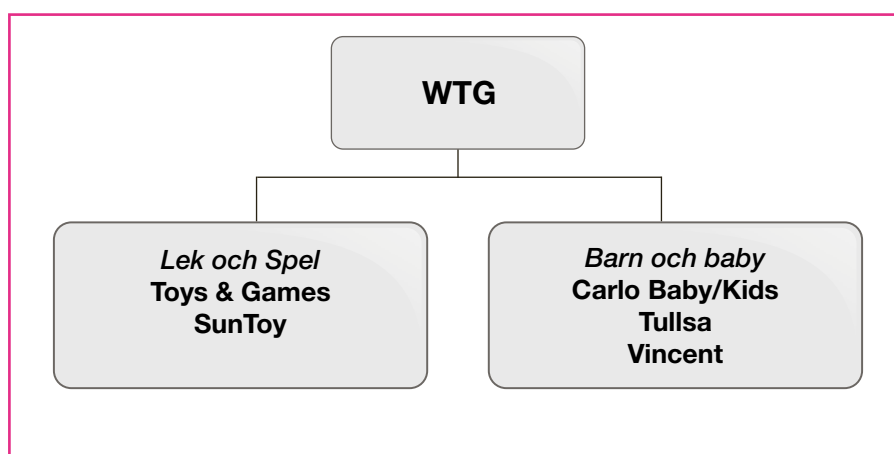 WTG
Lek och Spel
Toys & Games
SunToy
Barn och baby
Carlo Baby/Kids
Tullsa
Vincent